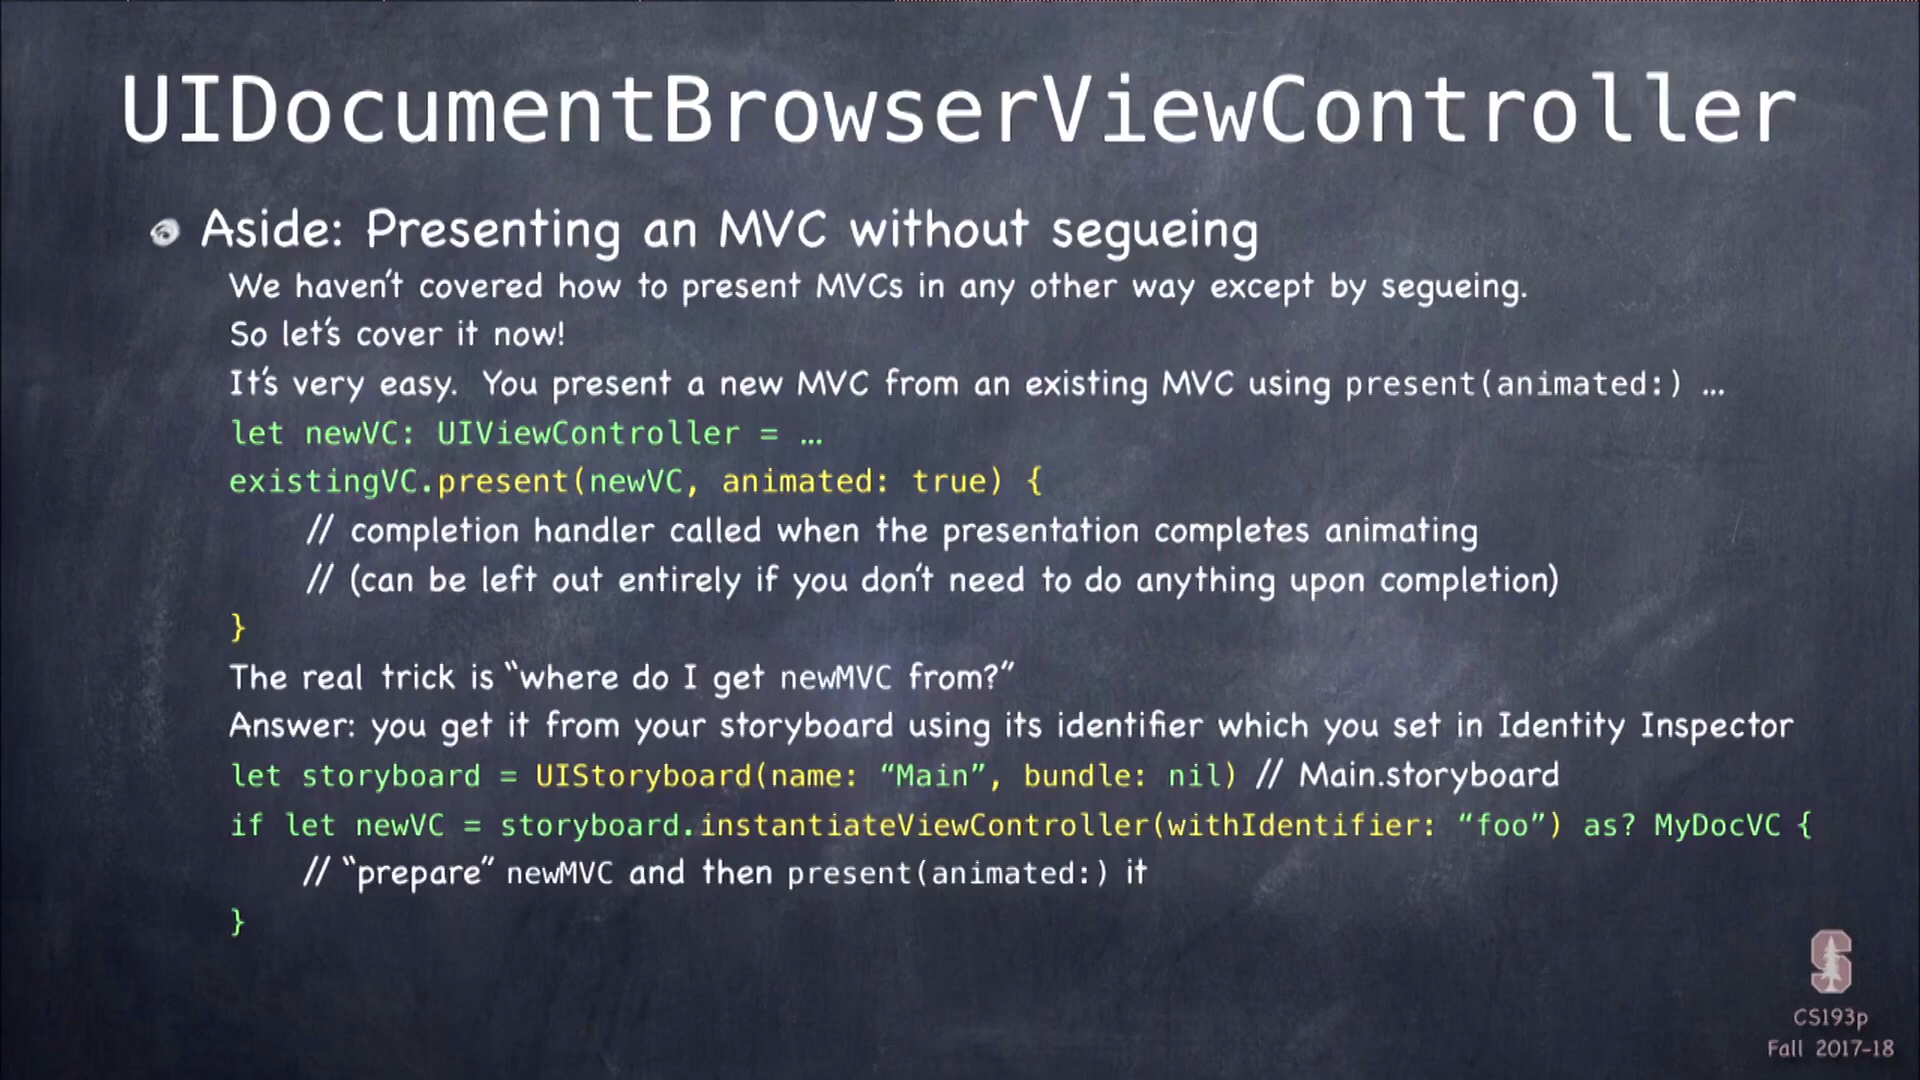 UIDocumentBrowserViewController
Aside: Presenting an MVC without segueing
We haven't covered how to present MVCs in any other way except by segueing.
So let's cover it now!
It's very easy.  You present a new MVC from an existing MVC using present(animated:) …
let newVC: UIViewController = …
existingVC.present(newVC, animated: true) {
// completion handler called when the presentation completes animating
// (can be left out entirely if you don't need to do anything upon completion)
}
The real trick is “where do I get newMVC from?”
Answer: you get it from your storyboard using its identifier which you set in Identity Inspector
let storyboard = UIStoryboard(name: “Main”, bundle: nil) // Main.storyboard
if let newVC = storyboard.instantiateViewController(withIdentifier: “foo”) as? MyDocVC {
// “prepare” newMVC and then present(animated:) it
}
S
CS193p
Fall 2017-18